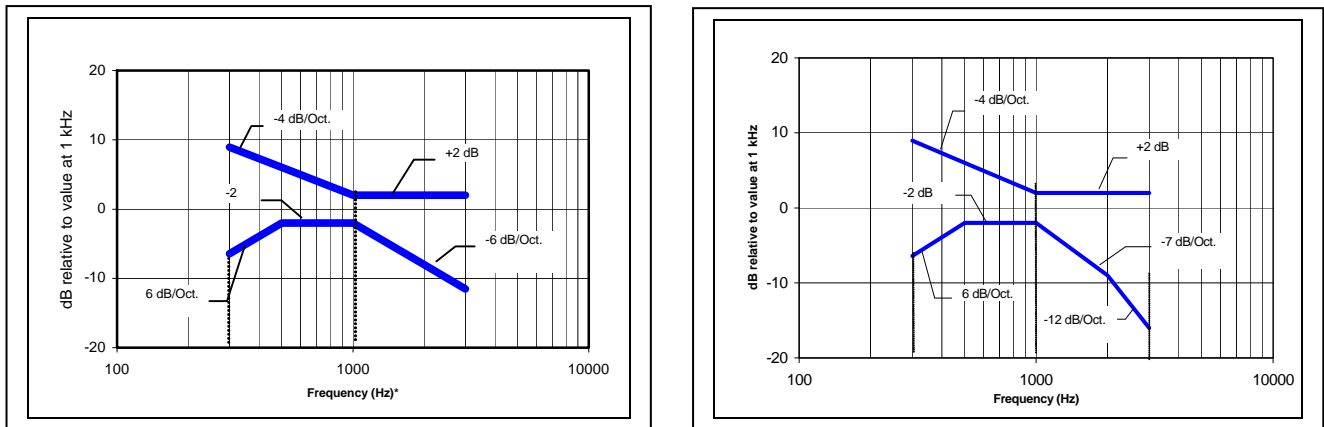 20
10
0
-10
-20
100
1000
10000
dB relative to value at 1 kHz
Frequency (Hz)*
-4 dB/Oct.
+2 dB
-2
-6 dB/Oct.
6 dB/Oct.
20
10
0
-10
-20
100
1000
10000
dB relative to value at 1 kHz
Frequency (Hz)
-4 dB/Oct.
+2 dB
-2 dB
-7 dB/Oct.
6 dB/Oct.
-12 dB/Oct.